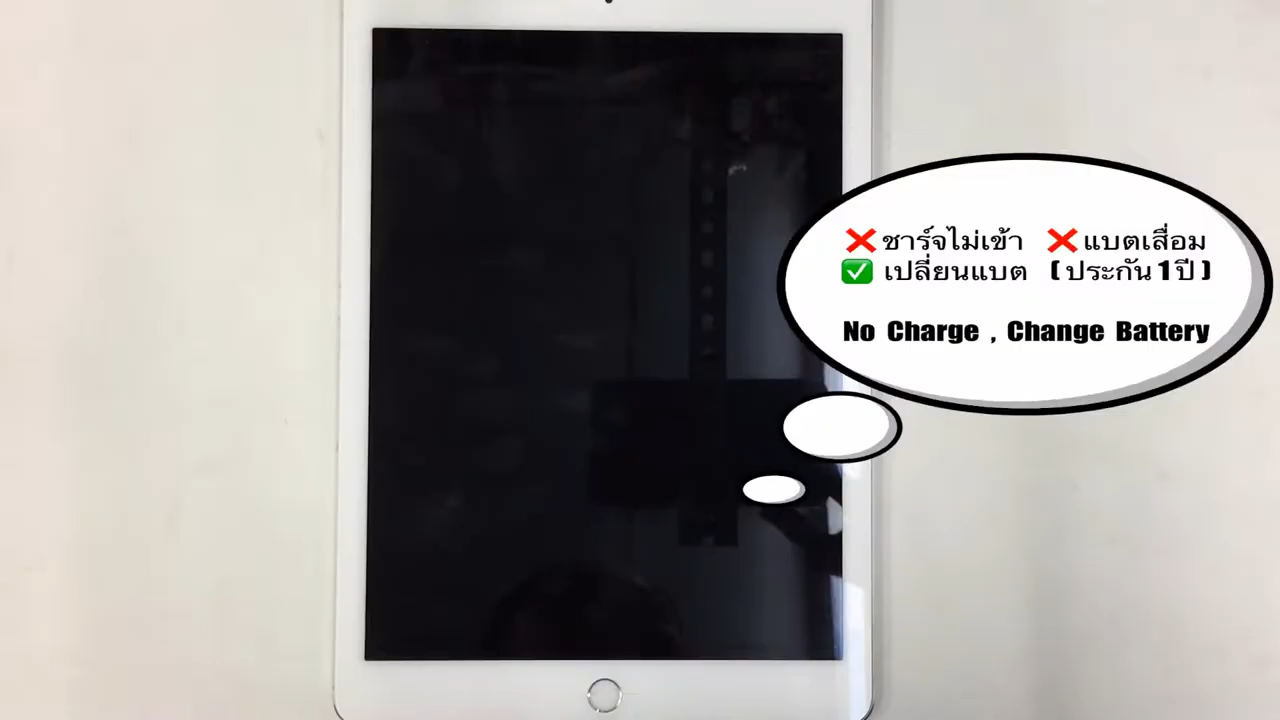 ❌ชาร์จไม่เข้า ❌แบตเสื่อม
✅ เปลี่ยนแบต (ประกัน 1 ปี)
No Charge , Change Battery